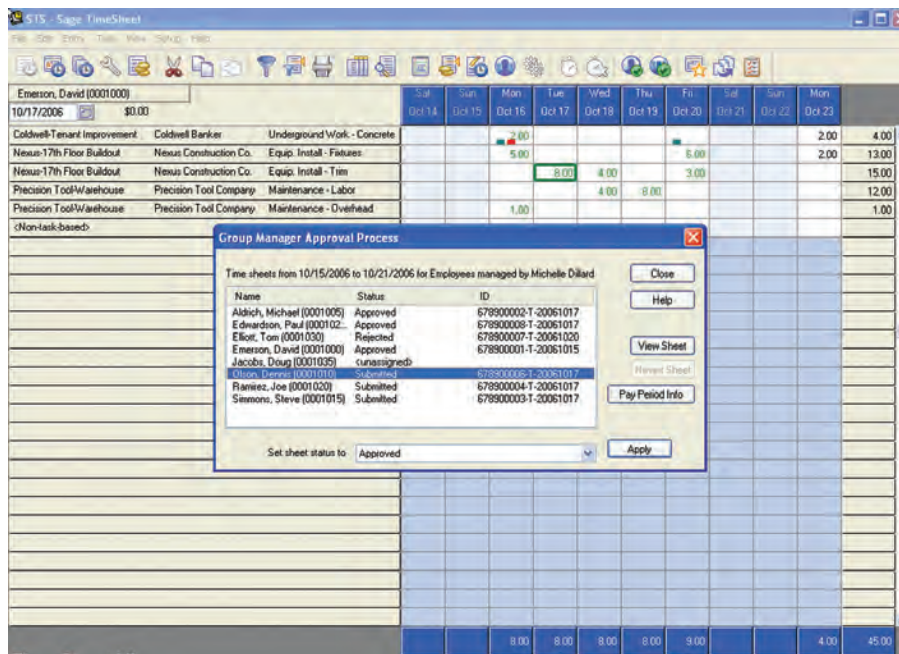 STS - Sage TimeSheet
File Edit Entry Tools View Setup Help
Emerson, David (0001000) Sat Sun Mon Tue Wed Thu Fri Sat Sun Mon
10/17/2006 $0.00 Oct 14 Oct 15 Oct 16 Oct 17 Oct 18 Oct 19 Oct 20 Oct 21 Oct 22 Oct 23
Coldwell-Tenant Improvement Coldwell Banker Underground Work - Concrete 2.00 2.00 4.00
Nexus-17th Floor Buildout Nexus Construction Co. Equip. Install - Fixtures 5.00 6.00 2.00 13.00
Nexus-17th Floor Buildout Nexus Construction Co. Equip. Install - Trim 8.00 4.00 3.00 15.00
Precision Tool-Warehouse Precision Tool Company Maintenance - Labor 4.00 8.00 12.00
Precision Tool-Warehouse Precision Tool Company Maintenance - Overhead 1.00 1.00
<Non-task-based>
Group Manager Approval Process
Time sheets from 10/15/2006 to 10/21/2006 for Employees managed by Michelle Dillard
Close
Name Status ID
Help
Aldich, Michael (0001005) Approved 678900002-T-20061017
Edwardson, Paul (000102... Approved 678900008-T-20061017
Elliott, Tom (0001030) Rejected 678900007-T-20061020
Emerson, David (0001000) Approved 678900001-T-20061015
View Sheet
Jacobs, Doug (0001035) <unassigned>
Olson, Dennis (0001010) Submitted 678900006-T-20061017
Ramirez, Joe (0001020) Submitted 678900004-T-20061017
Simmons, Steve (0001015) Submitted 678900003-T-20061017
Pay Period Info
Set sheet status to Approved Apply
8.00 8.00 8.00 8.00 9.00 4.00 45.00